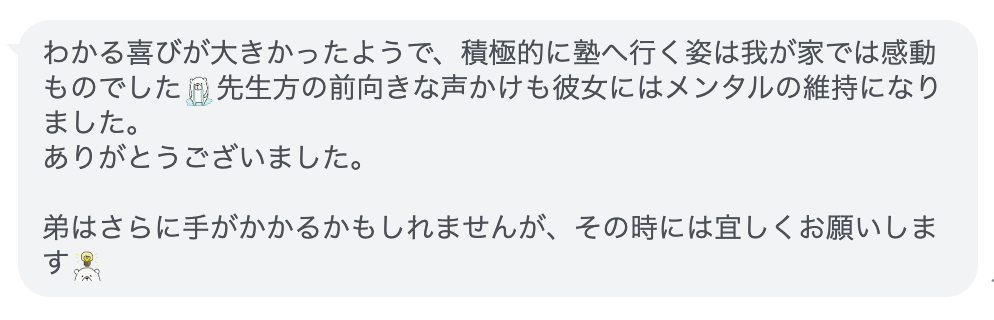 わかる喜びが大きかったようで、積極的に塾へ行く姿は我が家では感動
ものでした先生方の前向きな声かけも彼女にはメンタルの維持になり
ました。
ありがとうございました。
弟はさらに手がかかるかもしれませんが、その時には宜しくお願いしま
す